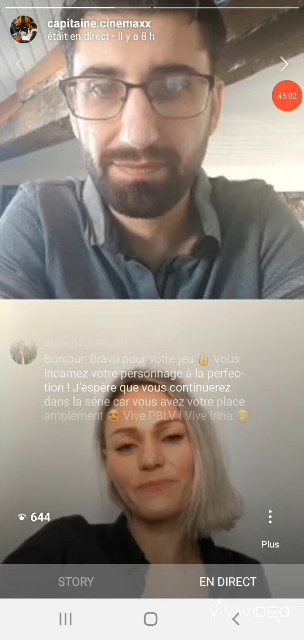 capitaine.cinemaxx
était en direct • Il y a 8 h
45:02
Bonjour. Bravo pour votre jeu 👍 Vous
incarnez votre personnage à la perfec-
tion ! J'espère que vous continuerez
dans la série car vous avez votre place
amplement 😍 Vive PBLV ! Vive Irina 😁
644
Plus
STORY
EN DIRECT
VIVAVIDEO